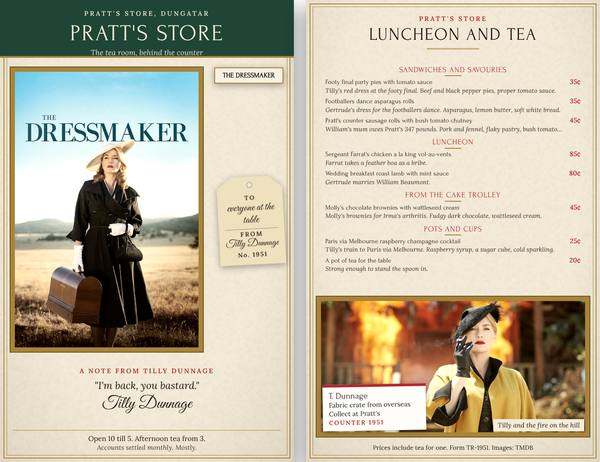 PRATT'S STORE, DUNGATAR
PRATT'S STORE
The tea room, behind the counter
THE DRESSMAKER
THE
DRESSMAKER
TO
everyone at the
table
FROM
Tilly Dunnage
No. 1951
A NOTE FROM TILLY DUNNAGE
"I'm back, you bastard."
Tilly Dunnage
Open 10 till 5. Afternoon tea from 3.
Accounts settled monthly. Mostly.
PRATT'S STORE
LUNCHEON AND TEA
SANDWICHES AND SAVOURIES
Footy final party pies with tomato sauce 35¢
Tilly's red dress at the footy final. Beef and black pepper pies, proper tomato sauce.
Footballers dance asparagus rolls 35¢
Gertrude's dress for the footballers dance. Asparagus, lemon butter, soft white bread.
Pratt's counter sausage rolls with bush tomato chutney 45¢
William's mum owes Pratt's 347 pounds. Pork and fennel, flaky pastry, bush tomato...
LUNCHEON
Sergeant Farrat's chicken a la king vol-au-vents 85¢
Farrat takes a feather boa as a bribe.
Wedding breakfast roast lamb with mint sauce 80¢
Gertrude marries William Beaumont.
FROM THE CAKE TROLLEY
Molly's chocolate brownies with wattleseed cream 45¢
Molly's brownies for Irma's arthritis. Fudgy dark chocolate, wattleseed cream.
POTS AND CUPS
Paris via Melbourne raspberry champagne cocktail 25¢
Tilly's train to Paris via Melbourne. Raspberry syrup, a sugar cube, cold sparkling.
A pot of tea for the table 20¢
Strong enough to stand the spoon in.
T. Dunnage
Fabric crate from overseas
Collect at Pratt's
COUNTER 1951
Tilly and the fire on the hill
Prices include tea for one. Form TR-1951. Images: TMDB